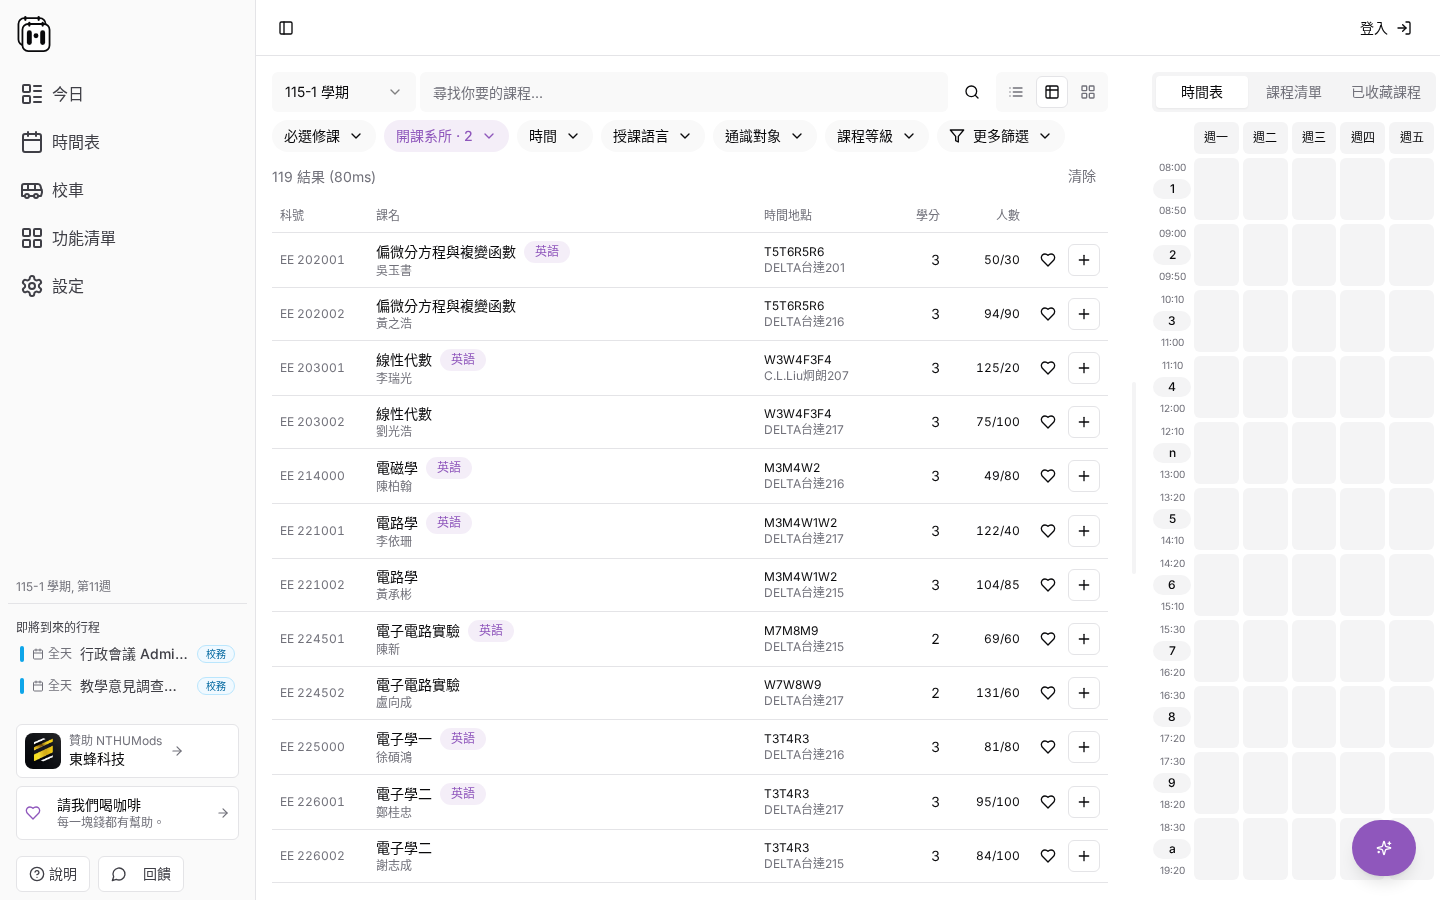 今日
時間表
校車
功能清單
設定
115-1 學期, 第11週
即將到來的行程
全天 行政會議 Admi... 校務
全天 教學意見調查... 校務
贊助 NTHUMods
東蜂科技
請我們喝咖啡
每一塊錢都有幫助。
說明 回饋
登入
115-1 學期 尋找你要的課程...
必選修課 開課系所 · 2 時間 授課語言 通識對象 課程等級 更多篩選
119 結果 (80ms) 清除
科號 課名 時間地點 學分 人數
EE 202001 偏微分方程與複變函數 英語 T5T6R5R6 3 50/30
吳玉書 DELTA台達201
EE 202002 偏微分方程與複變函數 T5T6R5R6 3 94/90
黃之浩 DELTA台達216
EE 203001 線性代數 英語 W3W4F3F4 3 125/20
李瑞光 C.L.Liu炯朗207
EE 203002 線性代數 W3W4F3F4 3 75/100
劉光浩 DELTA台達217
EE 214000 電磁學 英語 M3M4W2 3 49/80
陳柏翰 DELTA台達216
EE 221001 電路學 英語 M3M4W1W2 3 122/40
李依珊 DELTA台達217
EE 221002 電路學 M3M4W1W2 3 104/85
黃承彬 DELTA台達215
EE 224501 電子電路實驗 英語 M7M8M9 2 69/60
陳新 DELTA台達215
EE 224502 電子電路實驗 W7W8W9 2 131/60
盧向成 DELTA台達217
EE 225000 電子學一 英語 T3T4R3 3 81/80
徐碩鴻 DELTA台達216
EE 226001 電子學二 英語 T3T4R3 3 95/100
鄭桂忠 DELTA台達217
EE 226002 電子學二 T3T4R3 3 84/100
謝志成 DELTA台達215
時間表 課程清單 已收藏課程
週一 週二 週三 週四 週五
08:00
1
08:50
09:00
2
09:50
10:10
3
11:00
11:10
4
12:00
12:10
n
13:00
13:20
5
14:10
14:20
6
15:10
15:30
7
16:20
16:30
8
17:20
17:30
9
18:20
18:30
a
19:20